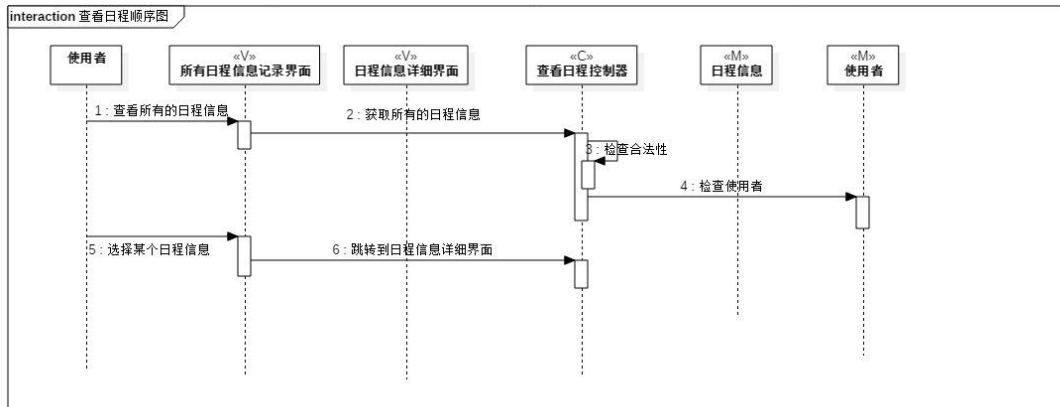 interaction 查看日程顺序图
使用者
«V»
所有日程信息记录界面
«V»
日程信息详细界面
«C»
查看日程控制器
«M»
日程信息
«M»
使用者
1 : 查看所有的日程信息
2 : 获取所有的日程信息
3 : 检查合法性
4 : 检查使用者
5 : 选择某个日程信息
6 : 跳转到日程信息详细界面